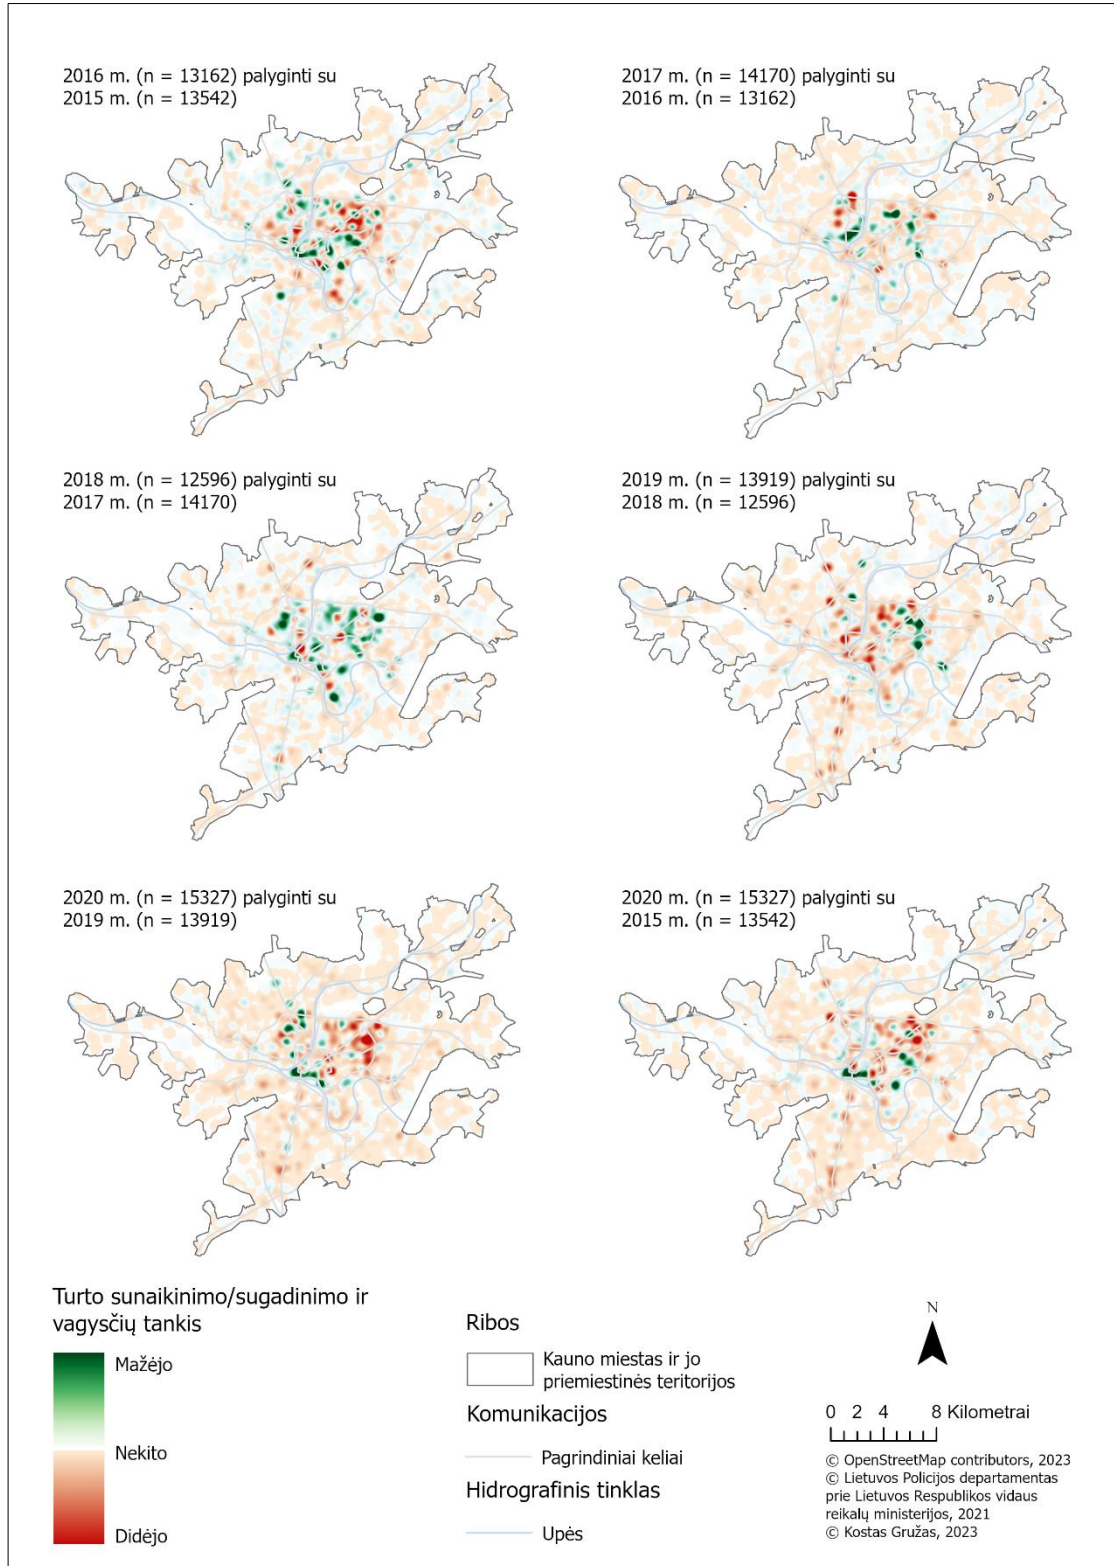 2016 m. (n = 13162) palyginti su
2015 m. (n = 13542)
2017 m. (n = 14170) palyginti su
2016 m. (n = 13162)
2018 m. (n = 12596) palyginti su
2017 m. (n = 14170)
2019 m. (n = 13919) palyginti su
2018 m. (n = 12596)
2020 m. (n = 15327) palyginti su
2019 m. (n = 13919)
2020 m. (n = 15327) palyginti su
2015 m. (n = 13542)
Turto sunaikinimo/sugadinimo ir
vagysčių tankis
Mažėjo
Nekito
Didėjo
Ribos
Kauno miestas ir jo
priemiestinės teritorijos
Komunikacijos
Pagrindiniai keliai
Hidrografinis tinklas
Upės
N
0 2 4 8 Kilometrai
© OpenStreetMap contributors, 2023
© Lietuvos Policijos departamentas
prie Lietuvos Respublikos vidaus
reikalų ministerijos, 2021
© Kostas Gružas, 2023